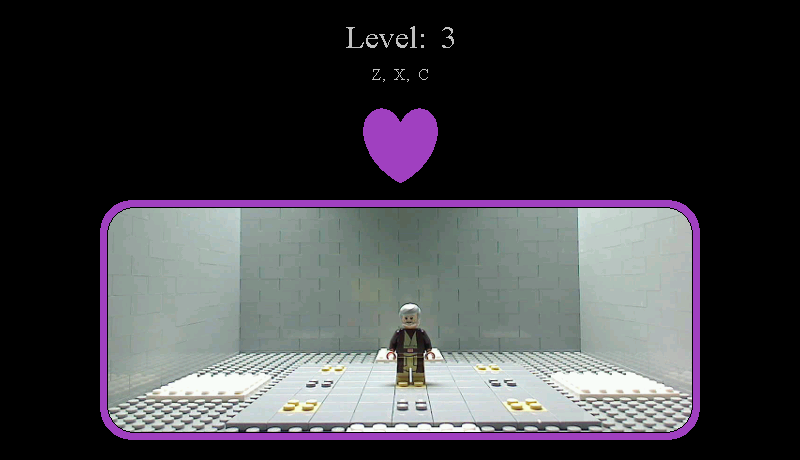 Level: 3
Z, X, C